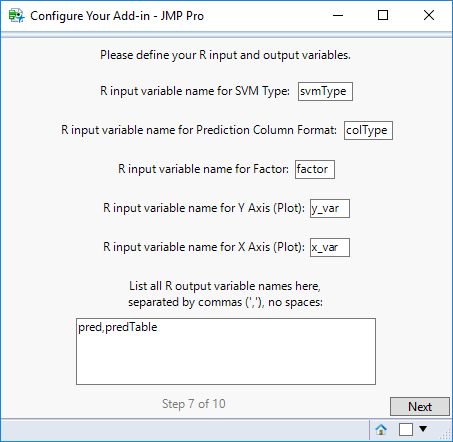 Configure Your Add-in - JMP Pro
Please define your R input and output variables.
R input variable name for SVM Type: svmType
R input variable name for Prediction Column Format: colType
R input variable name for Factor: factor
R input variable name for Y Axis (Plot): y_var
R input variable name for X Axis (Plot): x_var
List all R output variable names here,
separated by commas (','), no spaces:
pred,predTable
Step 7 of 10
Next